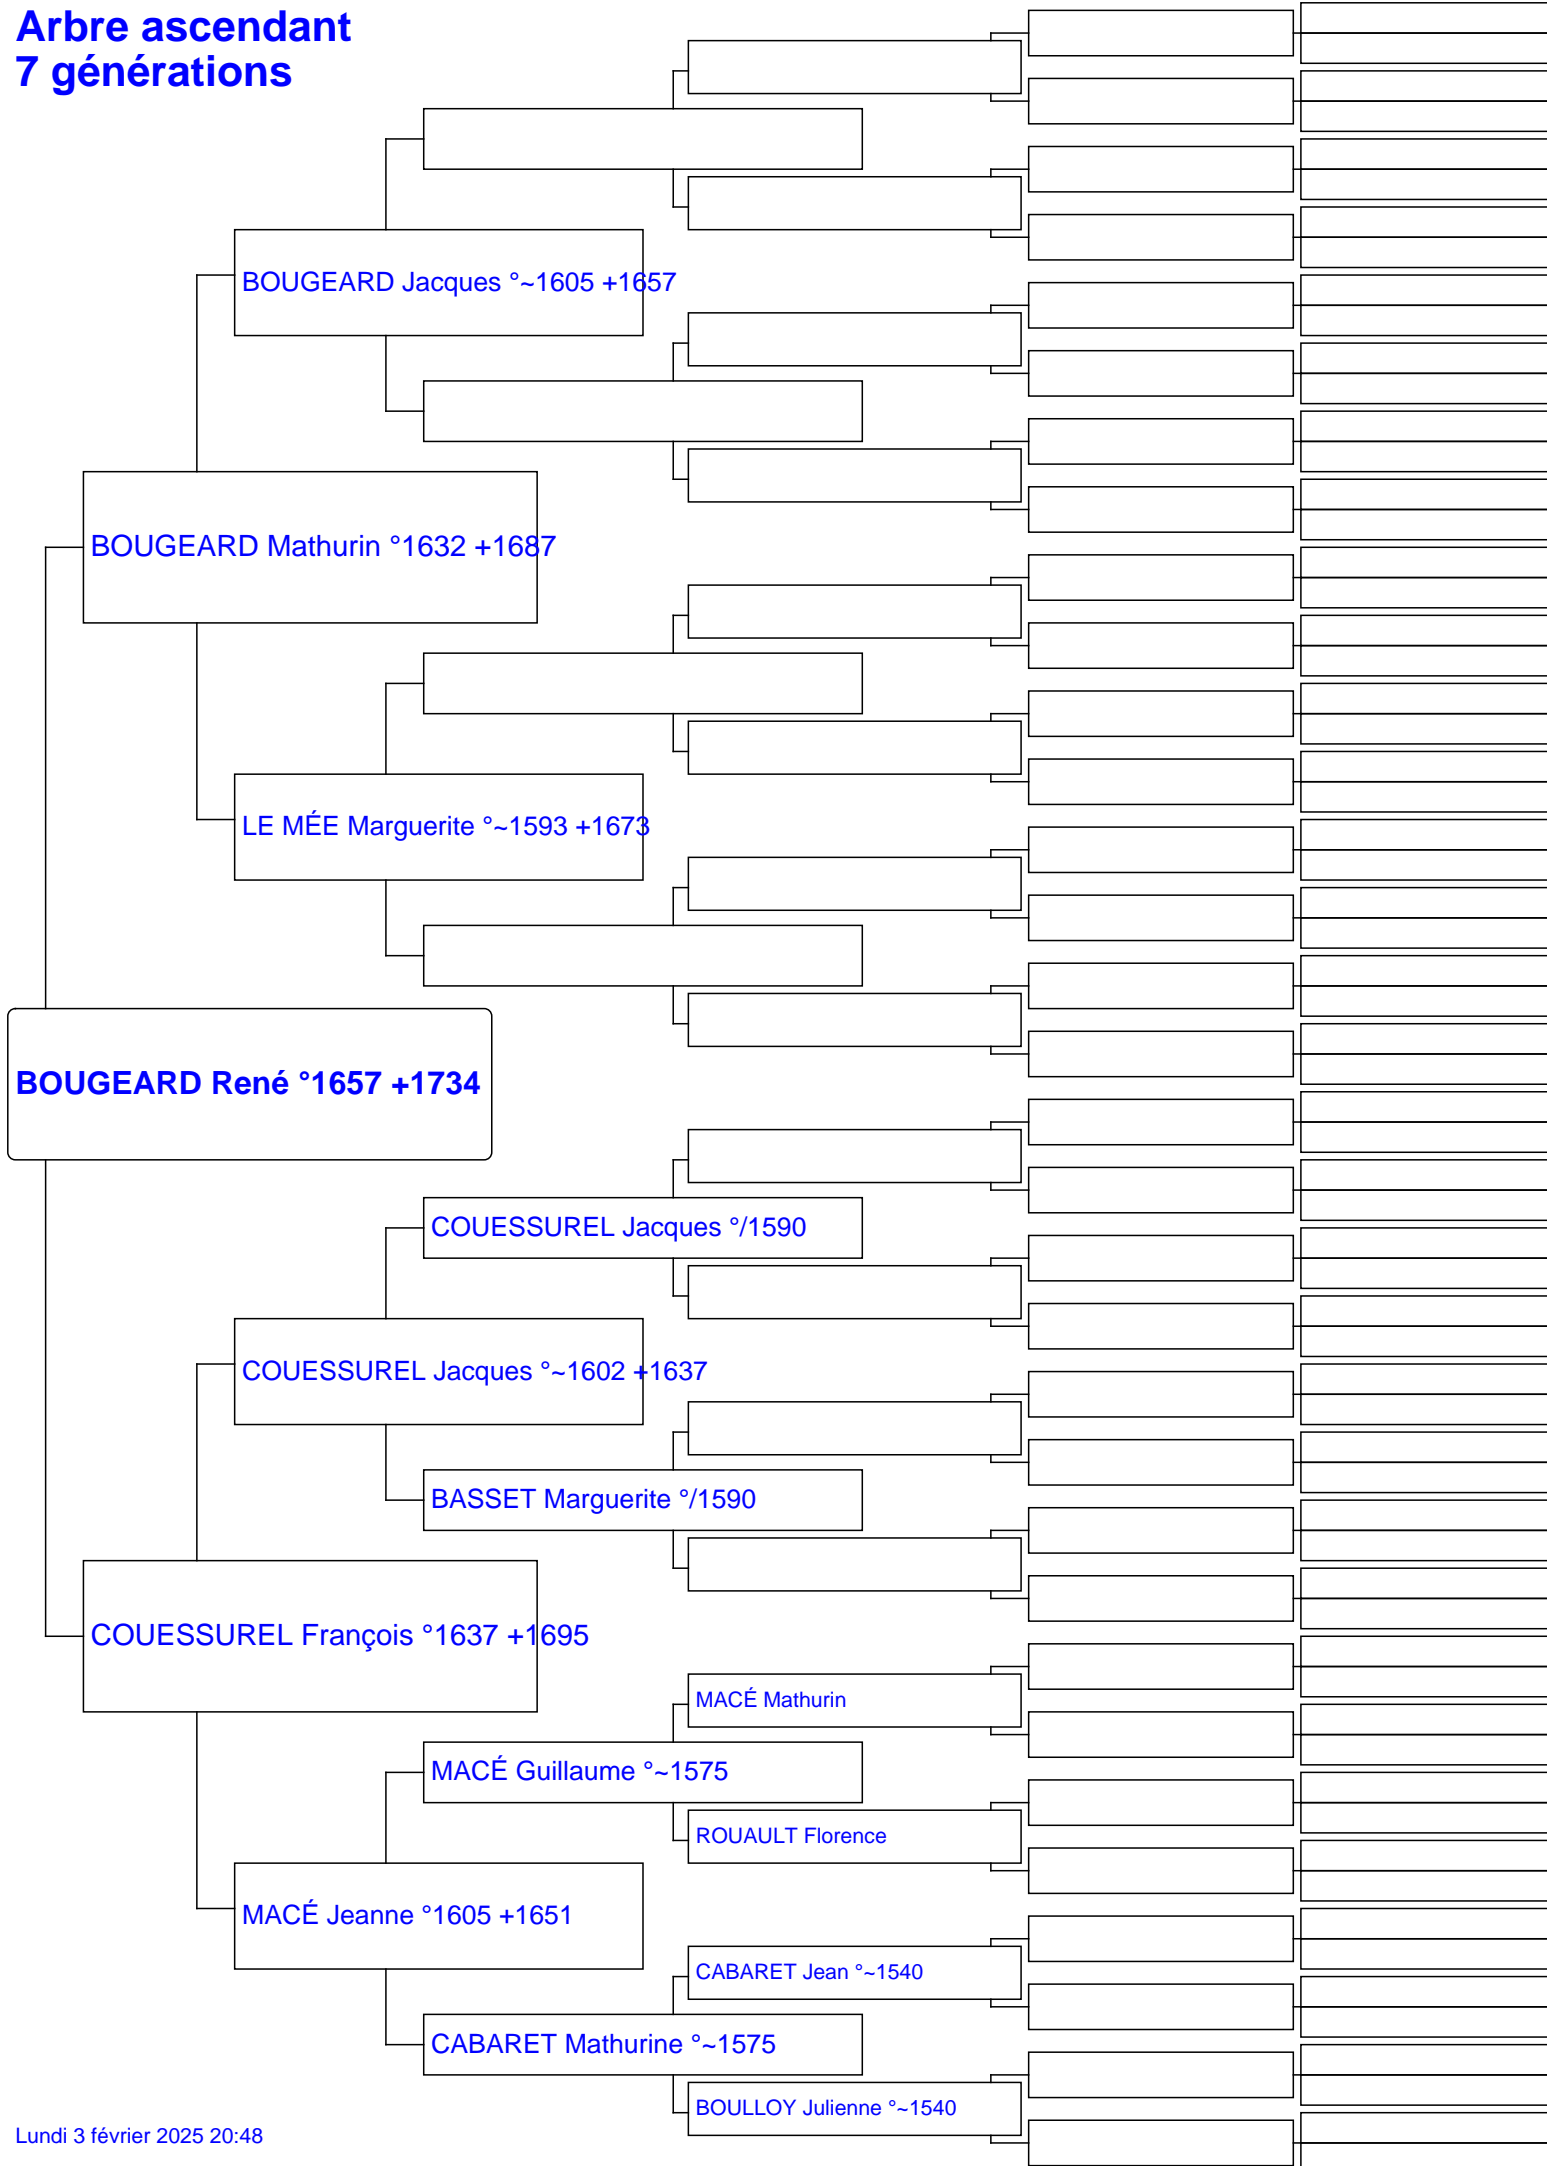 Arbre ascendant
7 générations
BOUGEARD Jacques °~1605 +1657
BOUGEARD Mathurin °1632 +1687
LE MÉE Marguerite °~1593 +1673
BOUGEARD René °1657 +1734
COUESSUREL Jacques °/1590
COUESSUREL Jacques °~1602 +1637
BASSET Marguerite °/1590
COUESSUREL François °1637 +1695
MACÉ Mathurin
MACÉ Guillaume °~1575
ROUAULT Florence
MACÉ Jeanne °1605 +1651
CABARET Jean °~1540
CABARET Mathurine °~1575
BOULLOY Julienne °~1540
Lundi 3 février 2025 20:48